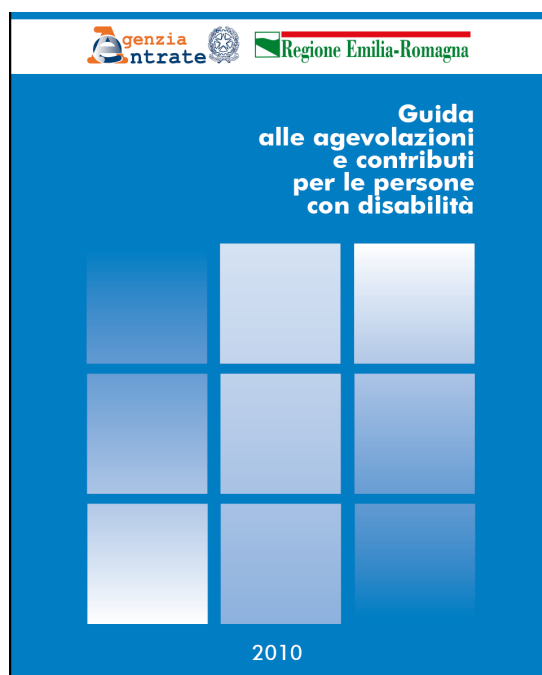 Agenzia
Entrate
Regione Emilia-Romagna
Guida
alle agevolazioni
e contributi
per le persone
con disabilità
2010